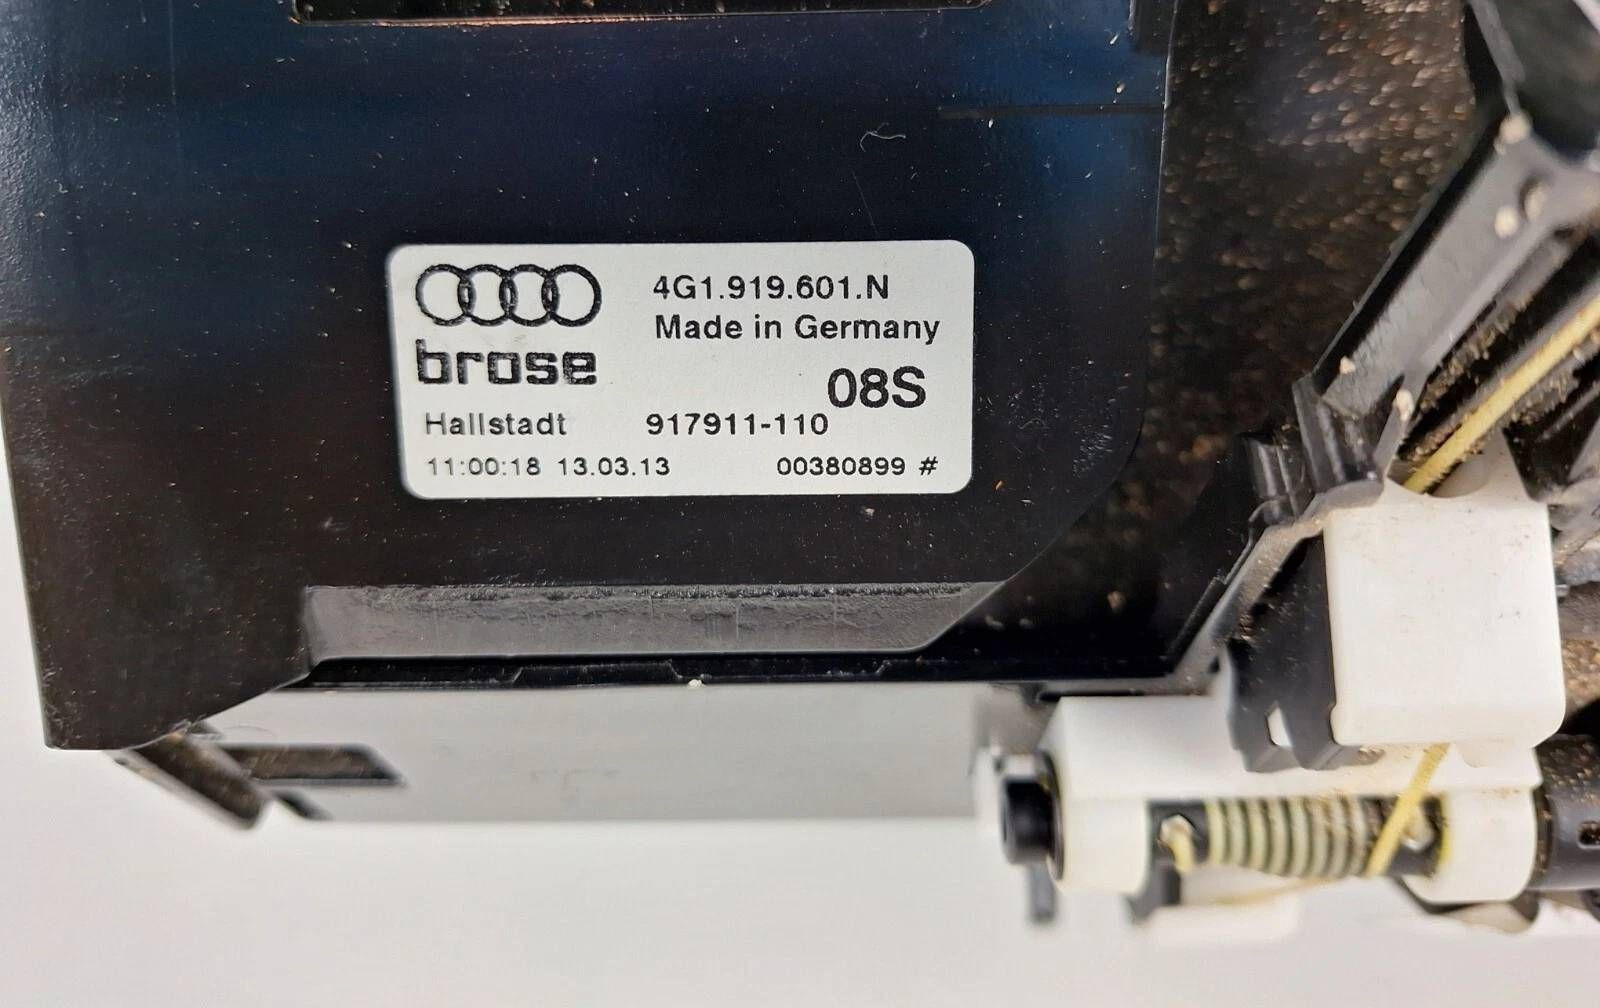 4G1.919.601.N
Made in Germany
brose
08S
Hallstadt 917911-110
11:00:18 13.03.13 00380899 #